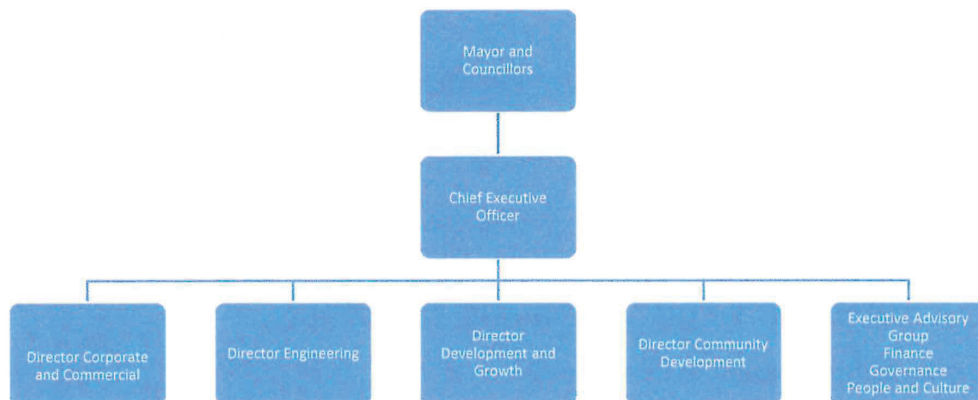 Mayor and
Councillors
Chief Executive
Officer
Director Corporate
and Commercial
Director Engineering
Director
Development and
Growth
Director Community
Development
Executive Advisory
Group
Finance
Governance
People and Culture